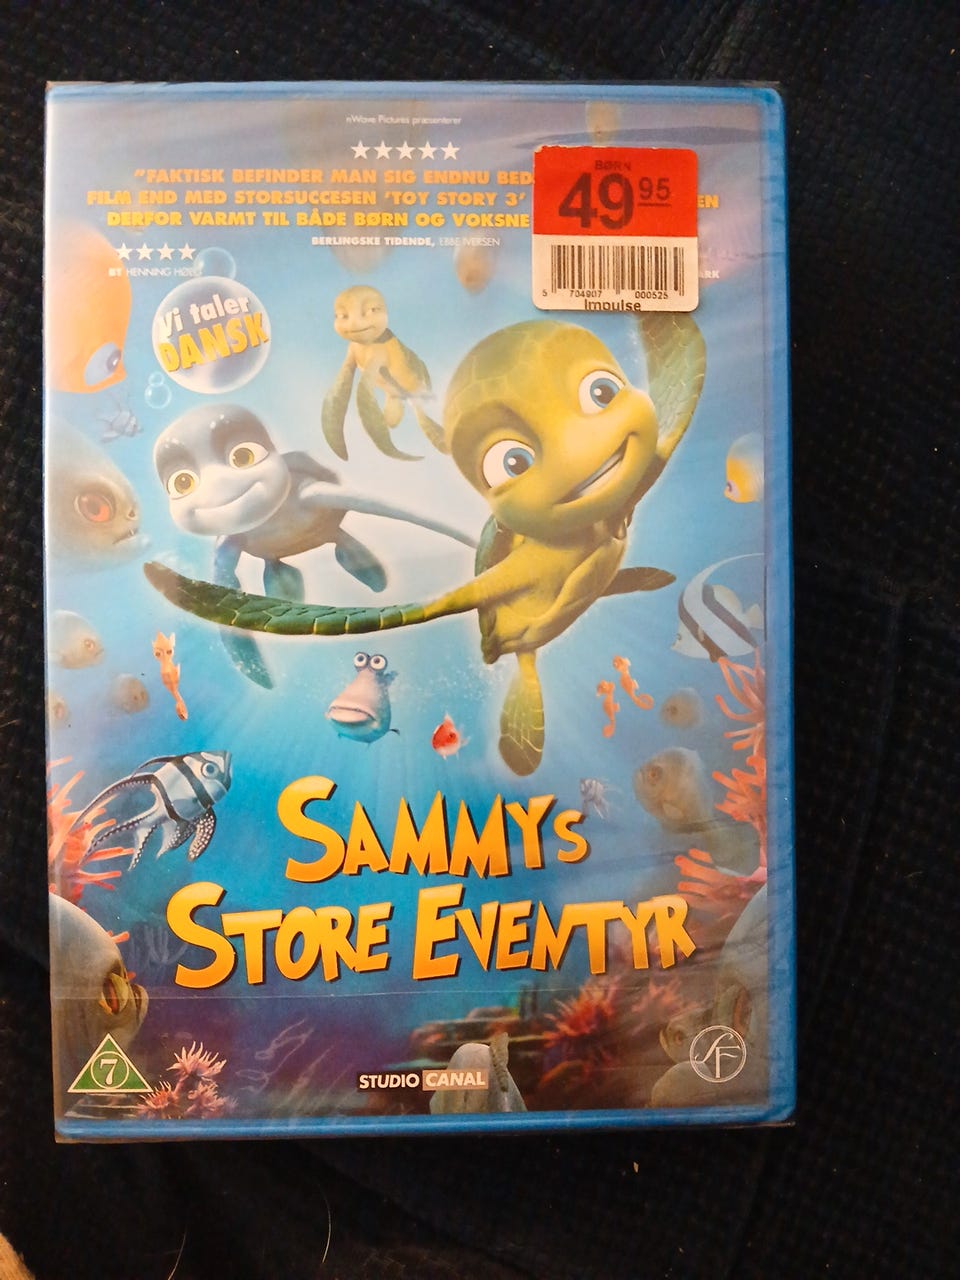 nWave Pictures præsenterer
"FAKTISK BEFINDER MAN SIG ENDNU
FILM END MED STORSUCCESEN 'TOY STORY 3'
DERFOR VARMT TIL BÅDE BØRN OG VOKSNE
BERLINGSKE TIDENDE, EBBE IVERSEN
BT HENNING HØEG
BØRN
49 95
5 704907 000525
Impulse
Vi taler
DANSK
SAMMYS
STORE EVENTYR
7
STUDIO CANAL
SF